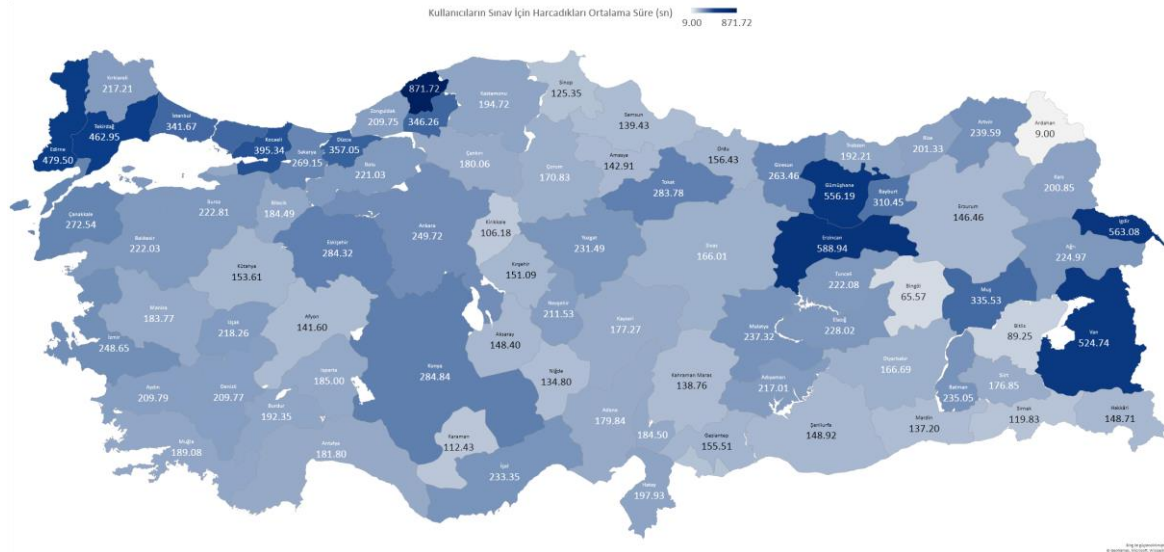 Kullanıcıların Sınav İçin Harcadıkları Ortalama Süre (sn)
9.00 871.72
Kırklareli
217.21
Tekirdağ
462.95
Edirne
479.50
İstanbul
341.67
Kocaeli
395.34
Sakarya
269.15
Düzce
357.05
Zonguldak
209.75
871.72
346.26
Kastamonu
194.72
Sinop
125.35
Samsun
139.43
Amasya
142.91
Ordu
156.43
Giresun
263.46
Trabzon
192.21
Rize
201.33
Artvin
239.59
Ardahan
9.00
Kars
200.85
Iğdır
563.08
Ağrı
224.97
Erzurum
146.46
Bayburt
310.45
Gümüşhane
556.19
Erzincan
588.94
Tokat
283.78
Çorum
170.83
Çankırı
180.06
Bolu
221.03
Bilecik
184.49
Bursa
222.81
Çanakkale
272.54
Balıkesir
222.03
Kütahya
153.61
Eskişehir
284.32
Ankara
249.72
Kırıkkale
106.18
Kırşehir
151.09
Yozgat
231.49
Sivas
166.01
Tunceli
222.08
Bingöl
65.57
Muş
335.53
Bitlis
89.25
Van
524.74
Elazığ
228.02
Malatya
237.32
Kayseri
177.27
Nevşehir
211.53
Aksaray
148.40
Niğde
134.80
Konya
284.84
Afyon
141.60
Uşak
218.26
Manisa
183.77
İzmir
248.65
Aydın
209.79
Denizli
209.77
Muğla
189.08
Burdur
192.35
Isparta
185.00
Antalya
181.80
Karaman
112.43
İçel
233.35
Adana
179.84
184.50
Hatay
197.93
Kahraman Maraş
138.76
Gaziantep
155.51
Adıyaman
217.01
Şanlıurfa
148.92
Diyarbakır
166.69
Mardin
137.20
Batman
235.05
Siirt
176.85
Şırnak
119.83
Hakkâri
148.71